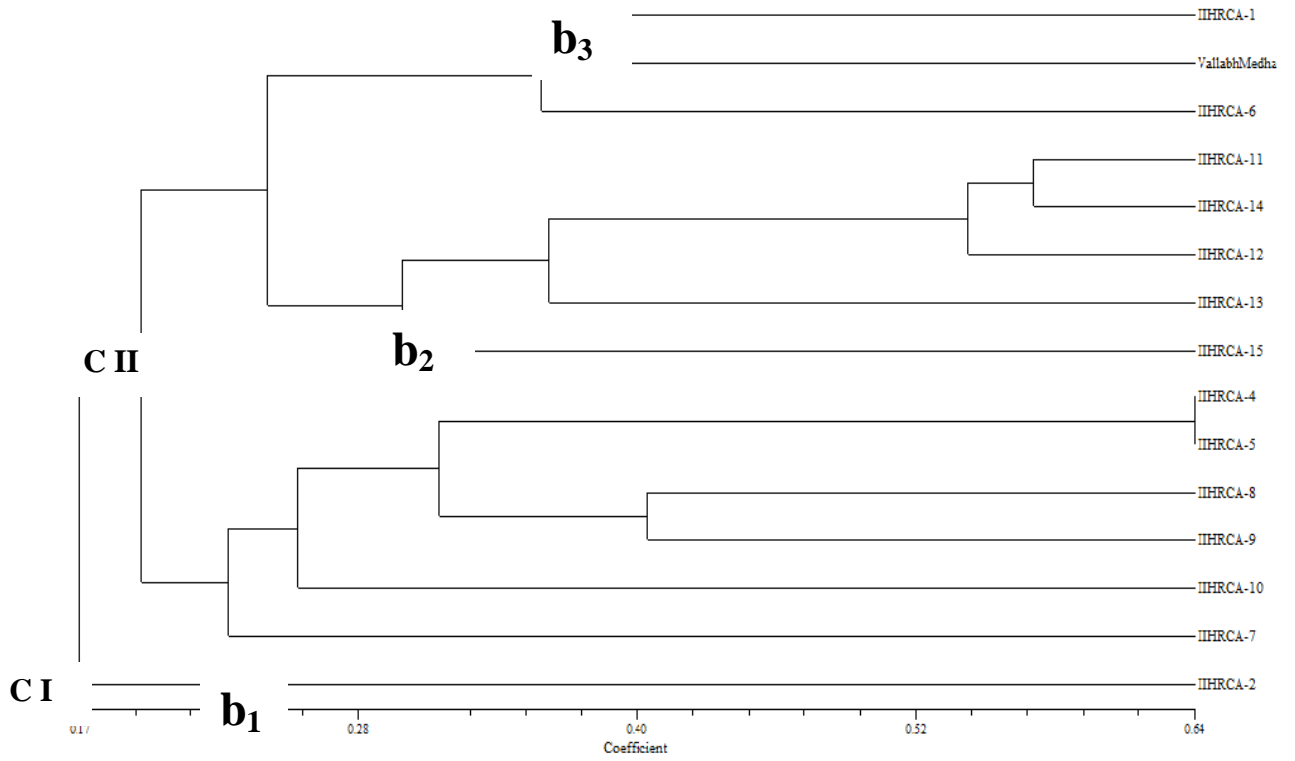 IIHRCA-1
b3
VallabhMedha
IIHRCA-6
IIHRCA-11
IIHRCA-14
IIHRCA-12
IIHRCA-13
b2
IIHRCA-15
C II
IIHRCA-4
IIHRCA-5
IIHRCA-8
IIHRCA-9
IIHRCA-10
IIHRCA-7
C I
IIHRCA-2
b1
0.17 0.28 0.40 0.52 0.64
Coefficient